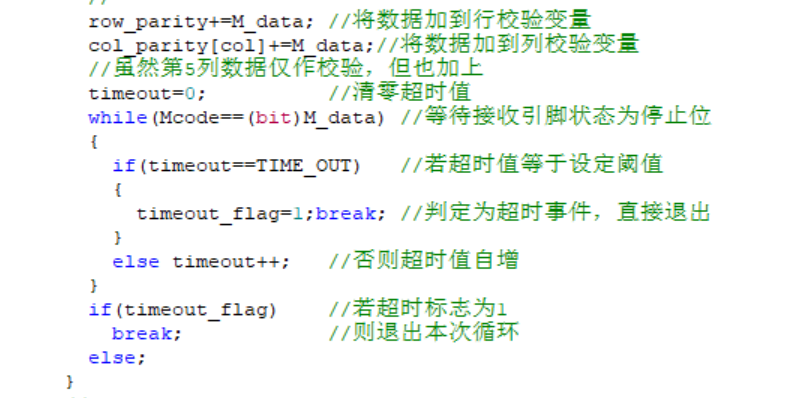 //
row_parity+=M_data; //将数据加到行校验变量
col_parity[col]+=M_data;//将数据加到列校验变量
//虽然第5列数据仅作校验，但也加上
timeout=0; //清零超时值
while(Mcode==(bit)M_data) //等待接收引脚状态为停止位
{
if(timeout==TIME_OUT) //若超时值等于设定阈值
{
timeout_flag=1;break; //判定为超时事件，直接退出
}
else timeout++; //否则超时值自增
}
if(timeout_flag) //若超时标志为1
break; //则退出本次循环
else;
}